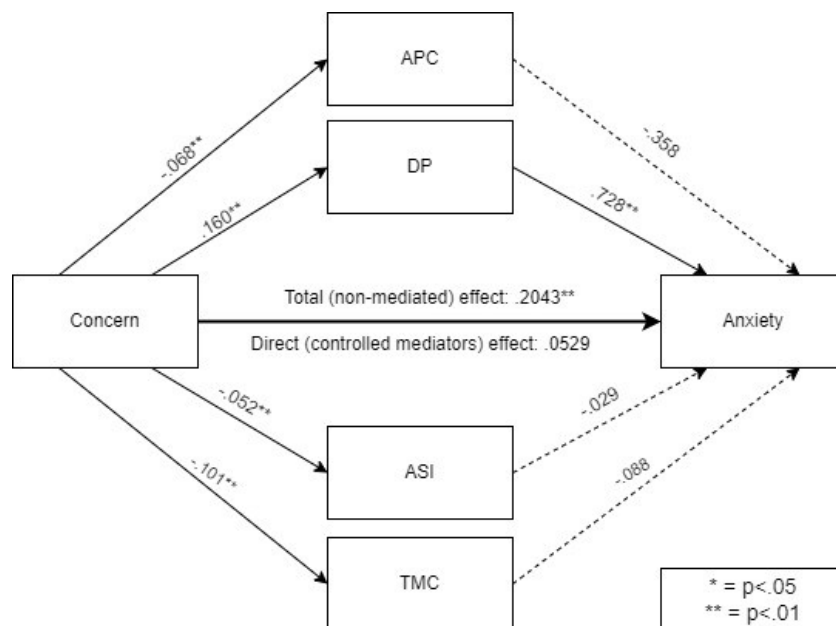 APC
-.068**
-.358
DP
.160**
.728**
Concern
Total (non-mediated) effect: .2043**
Direct (controlled mediators) effect: .0529
Anxiety
-.052**
-.029
ASI
-.101**
-.088
TMC
* = p<.05
** = p<.01